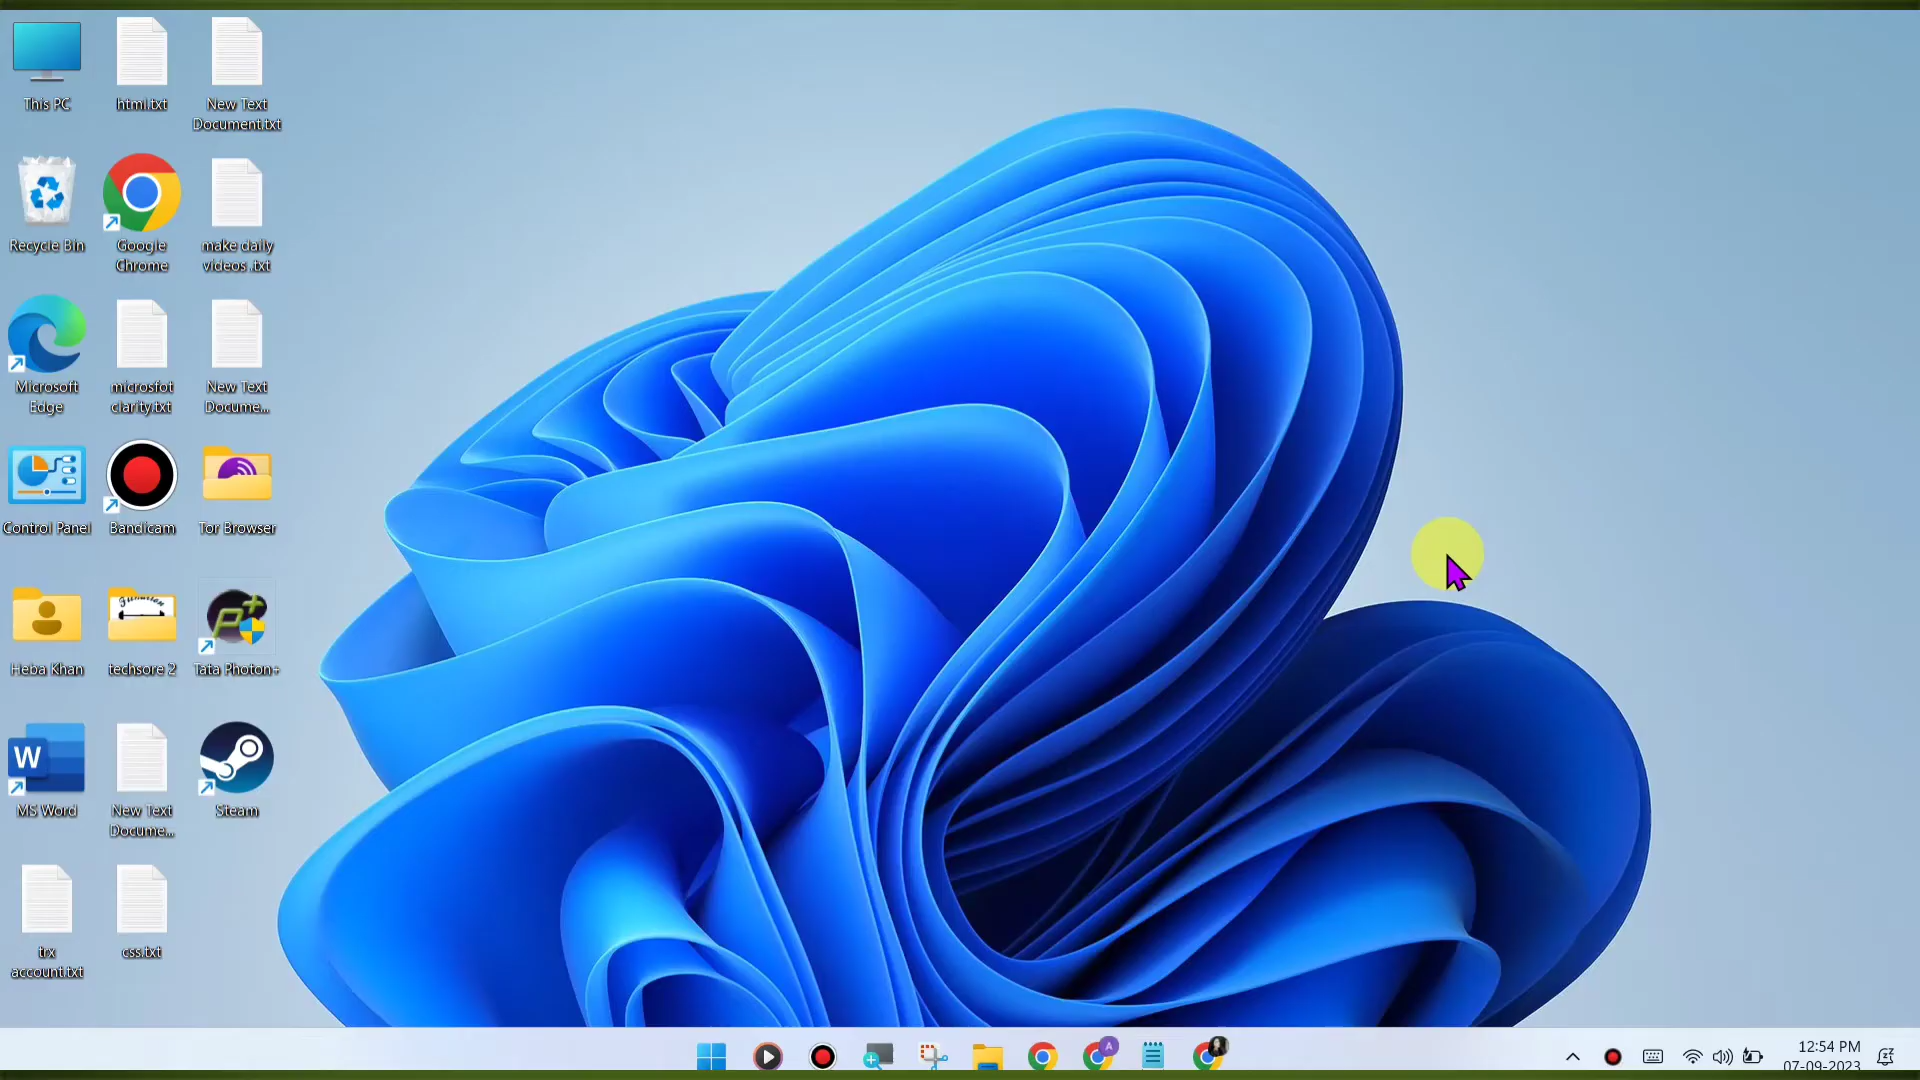 This PC
html.txt
New Text
Document.txt
Recycle Bin
Google
Chrome
make daily
videos .txt
Microsoft
Edge
microsfot
clarity.txt
New Text
Docume...
Control Panel
Bandicam
Tor Browser
Heba Khan
techsore 2
Tata Photon+
MS Word
New Text
Docume...
Steam
trx
account.txt
css.txt
12:54 PM
07-09-2023